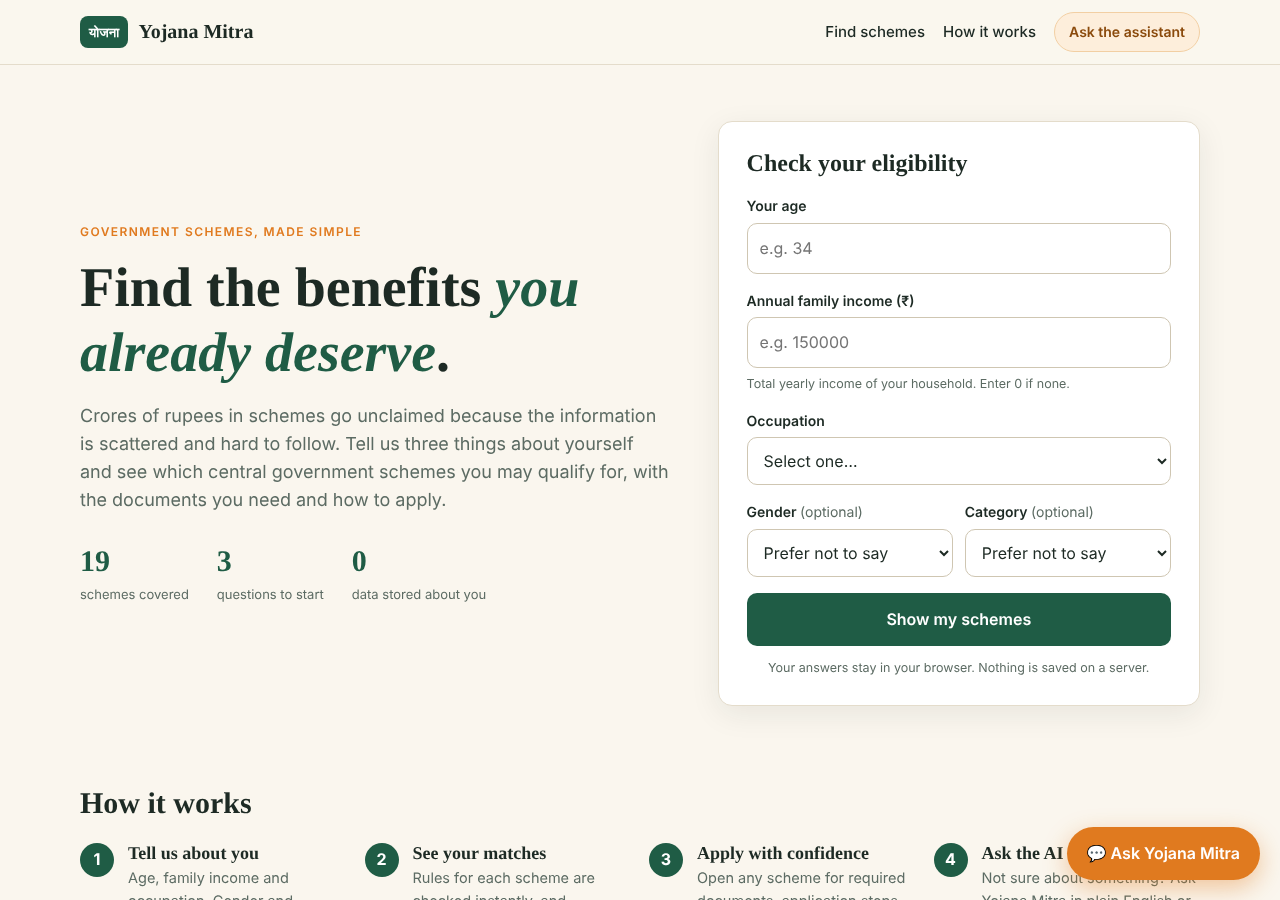 योजना Yojana Mitra
Find schemes
How it works
Ask the assistant
GOVERNMENT SCHEMES, MADE SIMPLE
Find the benefits you
already deserve.
Crores of rupees in schemes go unclaimed because the information
is scattered and hard to follow. Tell us three things about yourself
and see which central government schemes you may qualify for, with
the documents you need and how to apply.
19
schemes covered
3
questions to start
0
data stored about you
Check your eligibility
Your age
e.g. 34
Annual family income (₹)
e.g. 150000
Total yearly income of your household. Enter 0 if none.
Occupation
Select one...
Gender (optional)
Prefer not to say
Category (optional)
Prefer not to say
Show my schemes
Your answers stay in your browser. Nothing is saved on a server.
How it works
1
Tell us about you
Age, family income and
2
See your matches
Rules for each scheme are
3
Apply with confidence
Open any scheme for required
4
Ask the AI
Not sure about something? Ask
💬 Ask Yojana Mitra